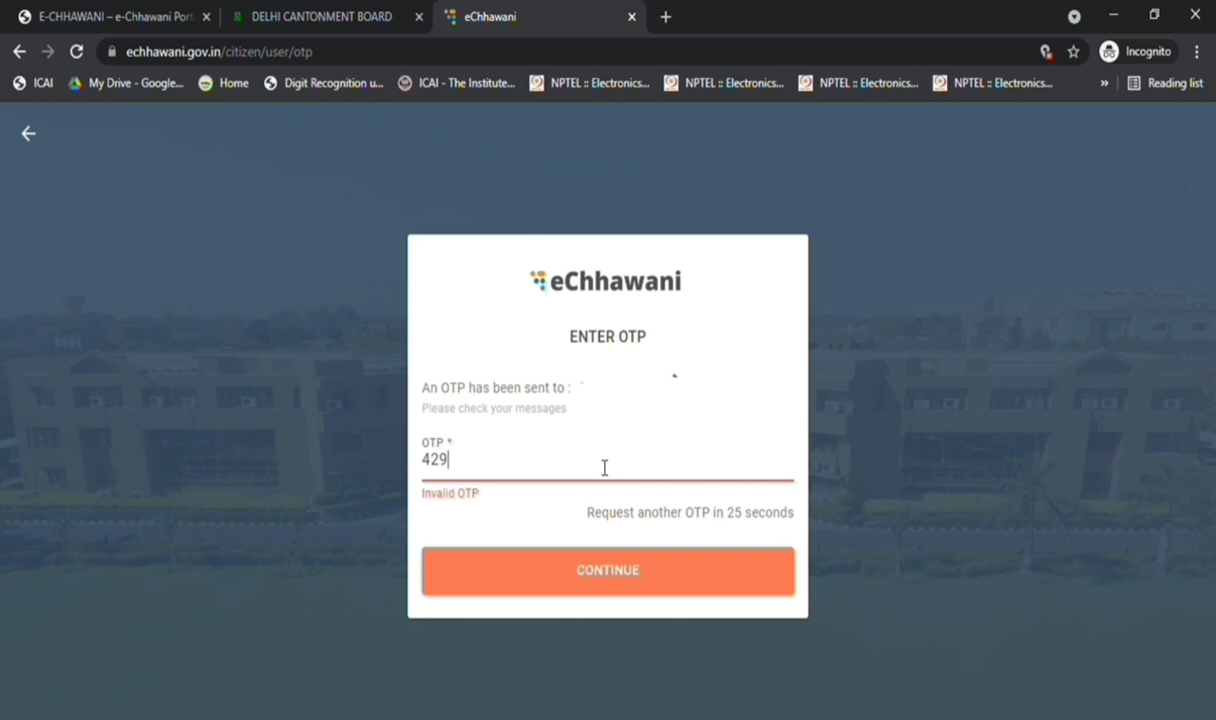 E-CHHAWANI – e-Chhawani Port
DELHI CANTONMENT BOARD
eChhawani
echhawani.gov.in/citizen/user/otp
Incognito
ICAI
My Drive - Google...
Home
Digit Recognition u...
ICAI - The Institute...
NPTEL :: Electronics...
NPTEL :: Electronics...
NPTEL :: Electronics...
NPTEL :: Electronics...
»
Reading list
eChhawani
ENTER OTP
An OTP has been sent to :
Please check your messages
OTP *
429
Invalid OTP
Request another OTP in 25 seconds
CONTINUE